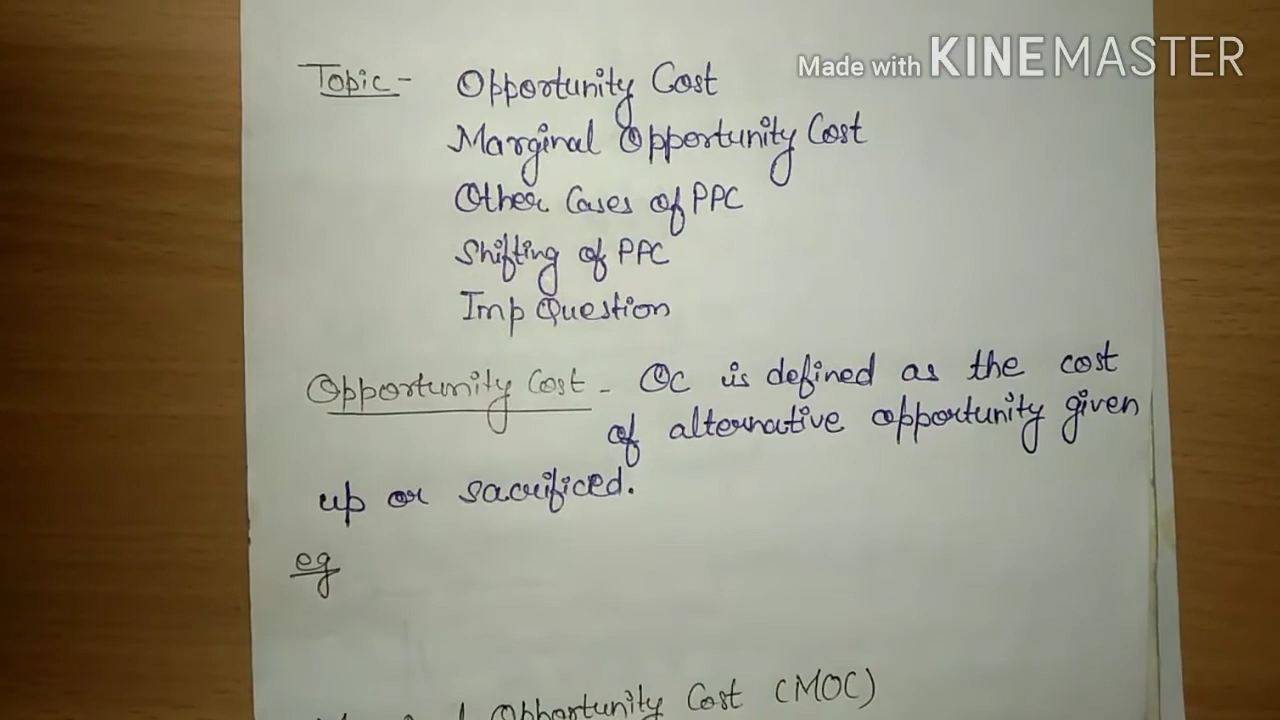 Made with KINEMASTER
Topic - Opportunity Cost
Marginal Opportunity Cost
Other Cases of PPC
Shifting of PPC
Imp Question
Opportunity Cost - OC is defined as the cost
of alternative opportunity given
up or sacrificed.
eg
Opportunity Cost (MOC)